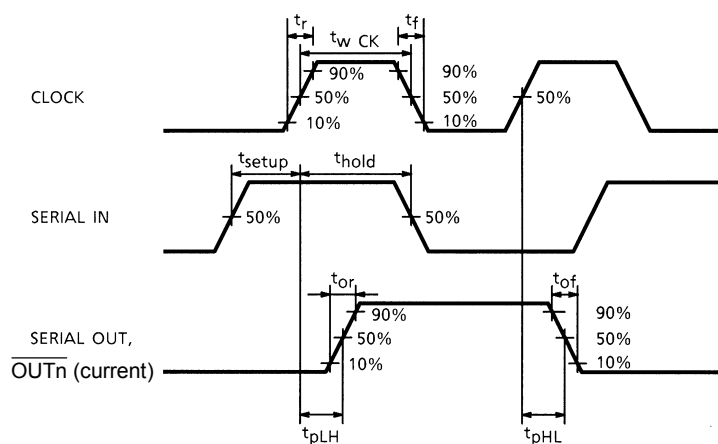 tr
tw CK
tf
CLOCK
90%
50%
10%
90%
50%
10%
50%
tsetup
thold
SERIAL IN
50%
50%
tor
tof
SERIAL OUT,
OUTn (current)
90%
50%
10%
90%
50%
10%
tpLH
tpHL